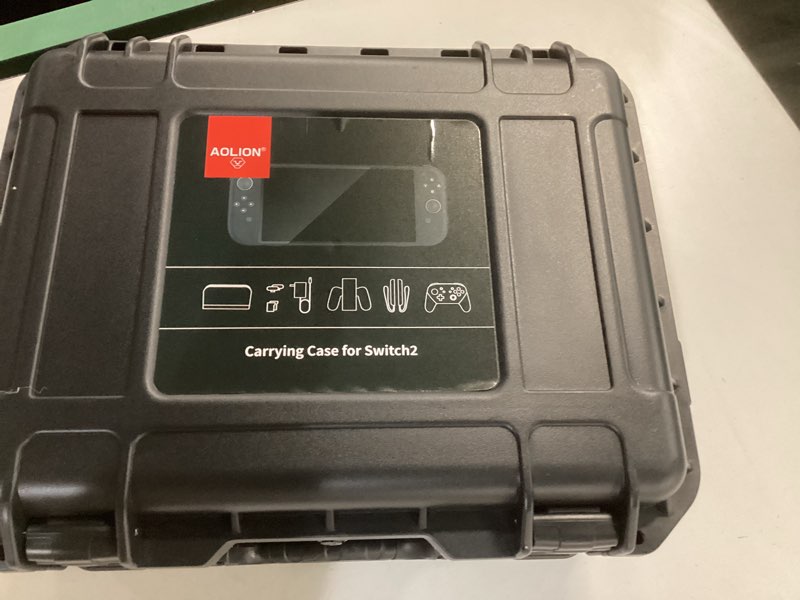 AOLION®
Carrying Case for Switch2